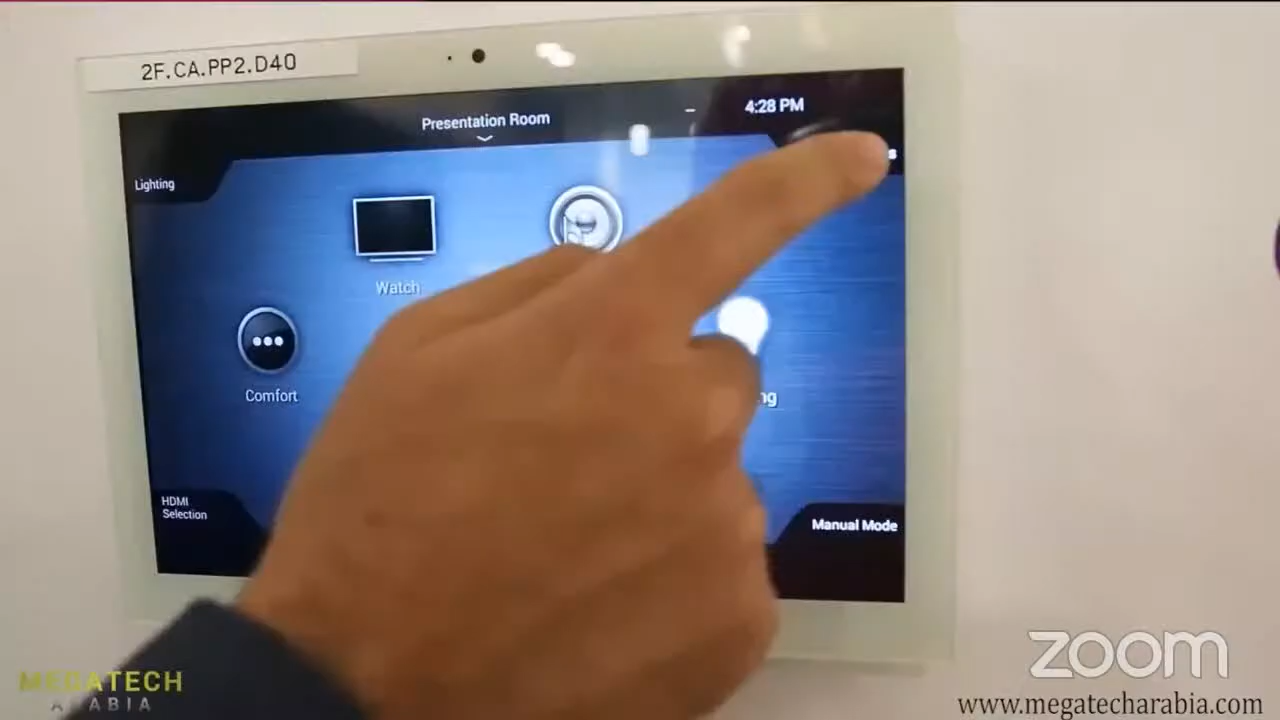 2F.CA.PP2.D40
Presentation Room
4:28 PM
Lighting
Watch
Comfort
HDMI
Selection
Manual Mode
MEGATECH
ARABIA
zoom
www.megatecharabia.com